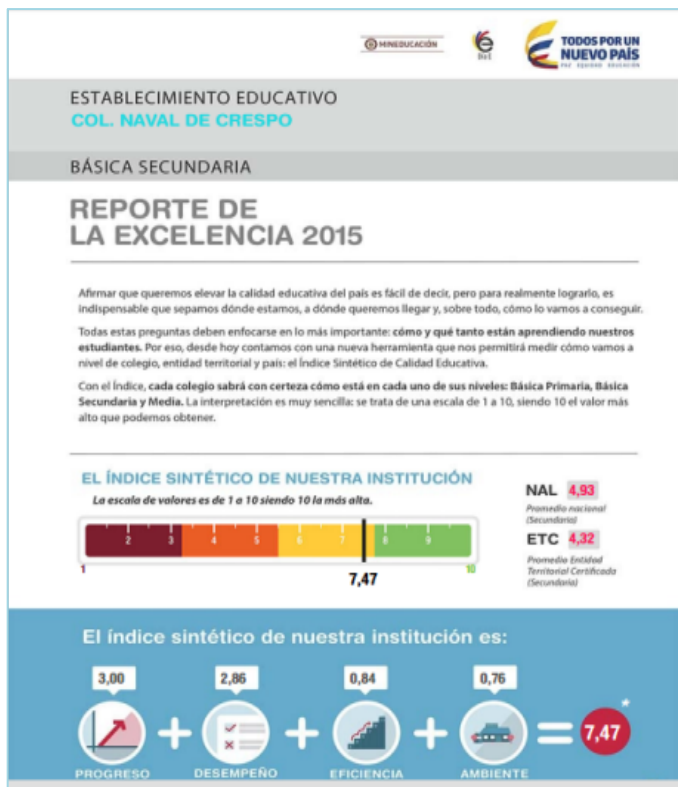 MINEDUCACIÓN
TODOS POR UN
NUEVO PAÍS
PAZ EQUIDAD EDUCACIÓN
ESTABLECIMIENTO EDUCATIVO
COL. NAVAL DE CRESPO
BÁSICA SECUNDARIA
REPORTE DE
LA EXCELENCIA 2015
Afirmar que queremos elevar la calidad educativa del país es fácil de decir, pero para realmente lograrlo, es
indispensable que sepamos dónde estamos, a dónde queremos llegar y, sobre todo, cómo lo vamos a conseguir.
Todas estas preguntas deben enfocarse en lo más importante: cómo y qué tanto están aprendiendo nuestros
estudiantes. Por eso, desde hoy contamos con una nueva herramienta que nos permitirá medir cómo vamos a
nivel de colegio, entidad territorial y país: el Índice Sintético de Calidad Educativa.
Con el Índice, cada colegio sabrá con certeza cómo está en cada uno de sus niveles: Básica Primaria, Básica
Secundaria y Media. La interpretación es muy sencilla: se trata de una escala de 1 a 10, siendo 10 el valor más
alto que podemos obtener.
EL ÍNDICE SINTÉTICO DE NUESTRA INSTITUCIÓN
La escala de valores es de 1 a 10 siendo 10 la más alta.
2 3 4 5 6 7 8 9
1 10
7,47
NAL 4,93
Promedio nacional
(Secundaria)
ETC 4,32
Promedio Entidad
Territorial Certificada
(Secundaria)
El índice sintético de nuestra institución es:
3,00 2,86 0,84 0,76
+ + + = 7,47 *
PROGRESO DESEMPEÑO EFICIENCIA AMBIENTE